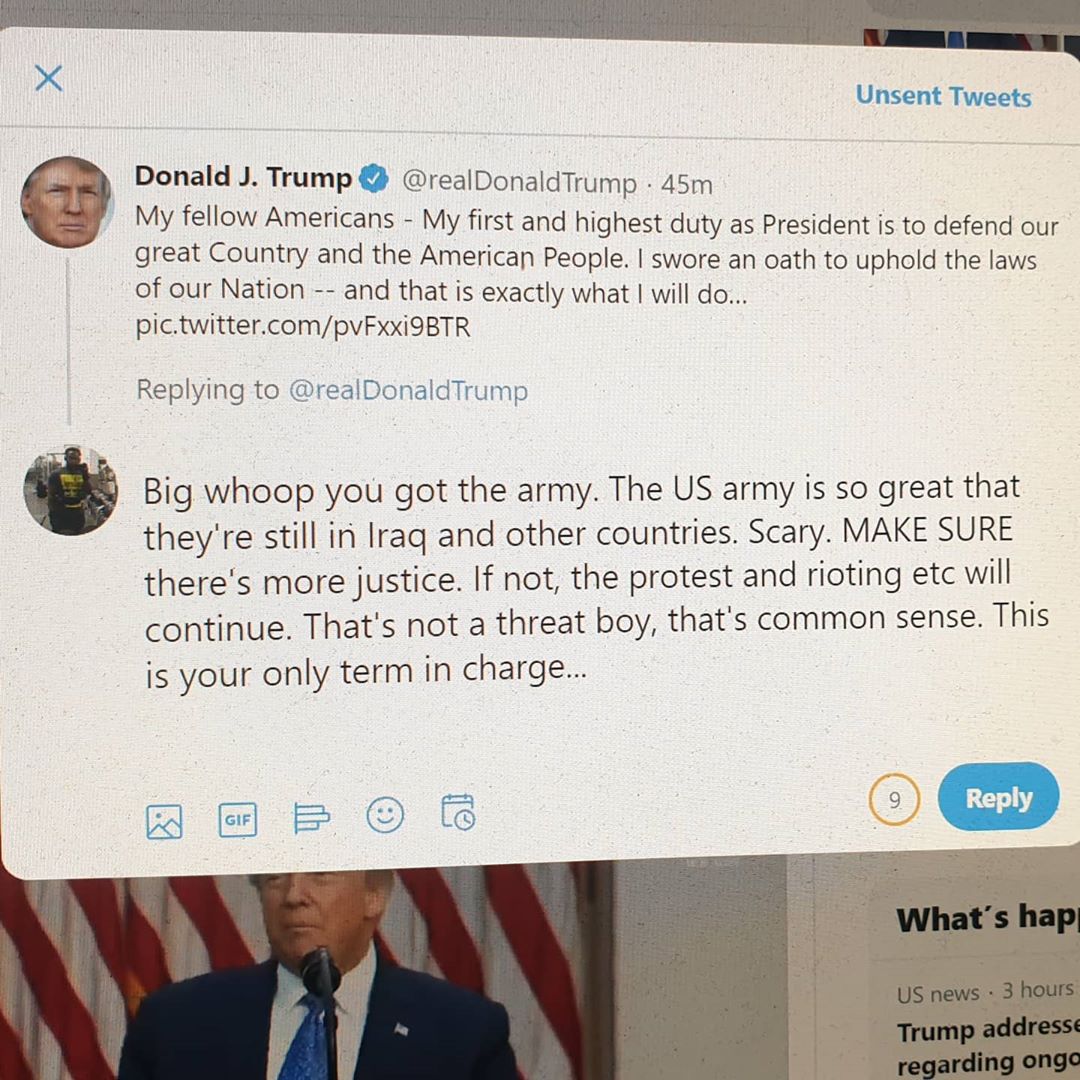 Unsent Tweets
Donald J. Trump @realDonaldTrump · 45m
My fellow Americans - My first and highest duty as President is to defend our
great Country and the American People. I swore an oath to uphold the laws
of our Nation -- and that is exactly what I will do...
pic.twitter.com/pvFxxi9BTR
Replying to @realDonaldTrump
Big whoop you got the army. The US army is so great that
they're still in Iraq and other countries. Scary. MAKE SURE
there's more justice. If not, the protest and rioting etc will
continue. That's not a threat boy, that's common sense. This
is your only term in charge...
GIF
9
Reply
What´s hap
US news · 3 hours
Trump addresse
regarding ongo